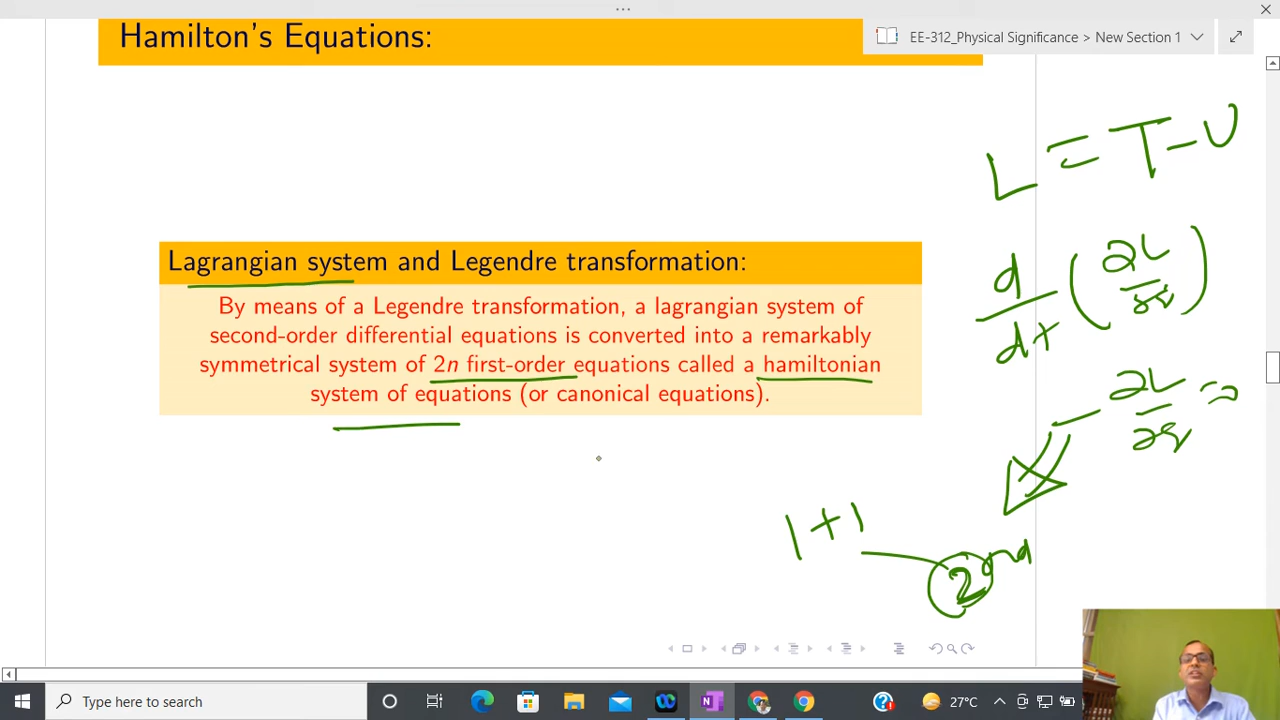 Hamilton's Equations:
EE-312_Physical Significance > New Section 1
L = T - U
Lagrangian system and Legendre transformation:
By means of a Legendre transformation, a lagrangian system of
second-order differential equations is converted into a remarkably
symmetrical system of 2n first-order equations called a hamiltonian
system of equations (or canonical equations).
d/dt (∂L/
- ∂L/∂q =
1+1
2nd
Type here to search
27°C